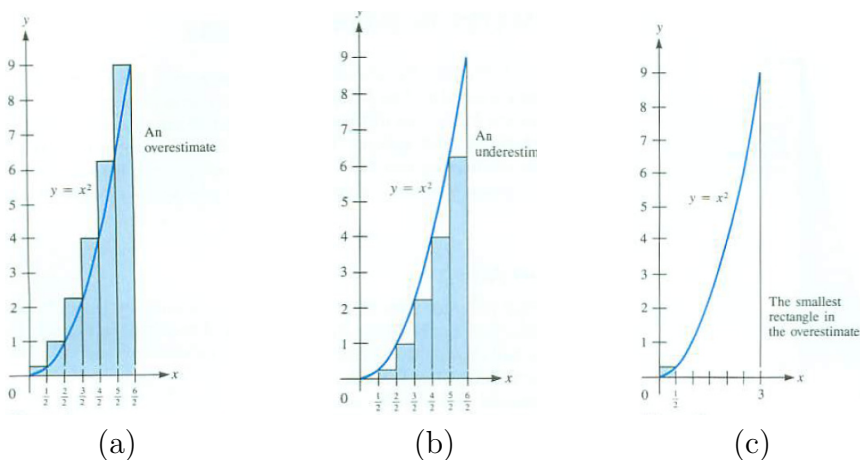 y
9
8
7
6
5
4
3
2
1
0
An
overestimate
y = x²
1/2 2/2 3/2 4/2 5/2 6/2
x
(a)
y
9
8
7
6
5
4
3
2
1
0
An
underestim
y = x²
1/2 2/2 3/2 4/2 5/2 6/2
x
(b)
y
9
8
7
6
5
4
3
2
1
0
y = x²
The smallest
rectangle in
the overestimate
1/2 3
x
(c)